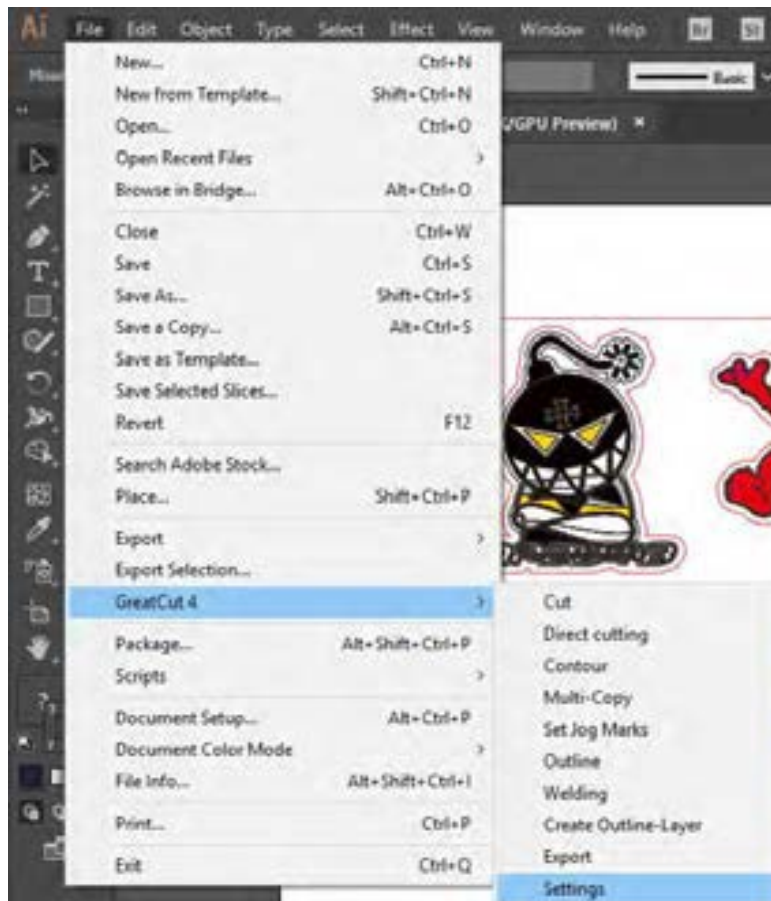 Ai File Edit Object Type Select Effect View Window Help Br St
Basic
/GPU Preview) ×
New... Ctrl+N
New from Template... Shift+Ctrl+N
Open... Ctrl+O
Open Recent Files
Browse in Bridge... Alt+Ctrl+O
Close Ctrl+W
Save Ctrl+S
Save As... Shift+Ctrl+S
Save a Copy... Alt+Ctrl+S
Save as Template...
Save Selected Slices...
Revert F12
Search Adobe Stock...
Place... Shift+Ctrl+P
Export
Export Selection...
GreatCut 4
Package... Alt+Shift+Ctrl+P
Scripts
Document Setup... Alt+Ctrl+P
Document Color Mode
File Info... Alt+Shift+Ctrl+I
Print... Ctrl+P
Exit Ctrl+Q
Cut
Direct cutting
Contour
Multi-Copy
Set Jog Marks
Outline
Welding
Create Outline-Layer
Export
Settings